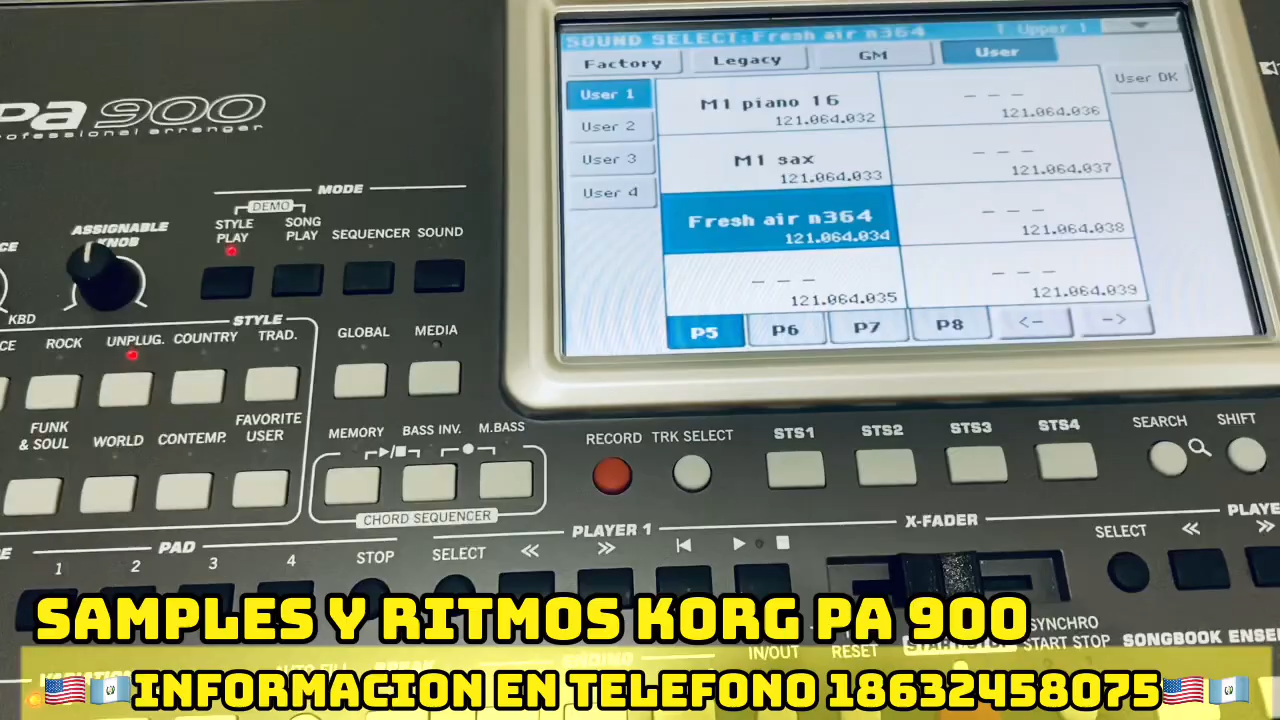 SOUND SELECT:Fresh air n364 Upper 1
Factory Legacy GM User
User 1 User 2 User 3 User 4
M1 piano 16 121.064.032
M1 sax 121.064.033
Fresh air n364 121.064.034
- - - 121.064.035
- - - 121.064.036
- - - 121.064.037
- - - 121.064.038
- - - 121.064.039
User DK
P5 P6 P7 P8 <- ->
Pa 900
professional arranger
MODE
DEMO
STYLE PLAY SONG PLAY SEQUENCER SOUND
ASSIGNABLE KNOB
KBD
STYLE
ROCK UNPLUG. COUNTRY TRAD.
FUNK & SOUL WORLD CONTEMP. FAVORITE USER
GLOBAL MEDIA
MEMORY BASS INV. M.BASS
CHORD SEQUENCER
RECORD TRK SELECT STS1 STS2 STS3 STS4 SEARCH SHIFT
PAD
1 2 3 4 STOP
PLAYER 1
SELECT
X-FADER
SELECT
SAMPLES Y RITMOS KORG PA 900
IN/OUT RESET SYNCHRO
START STOP SONGBOOK
INFORMACION EN TELEFONO 18632458075